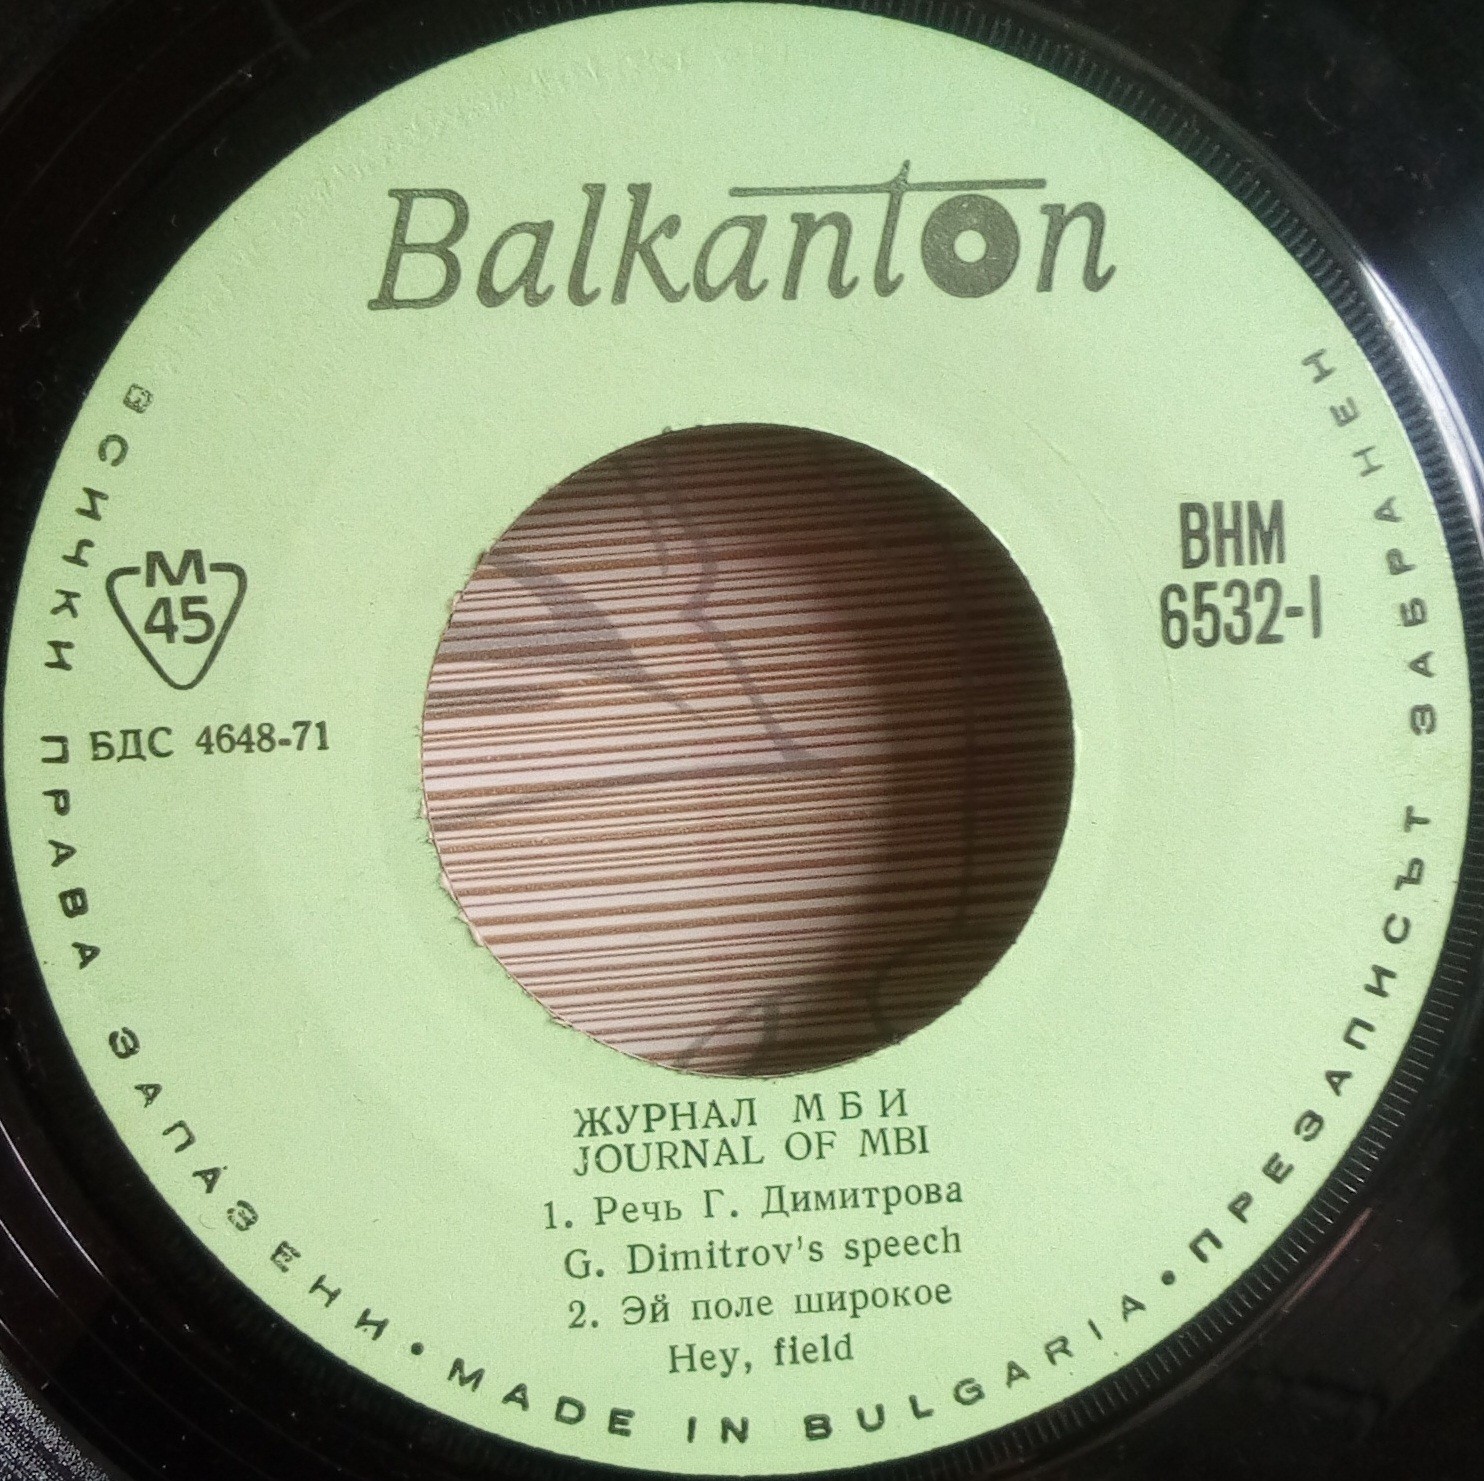 Balkanton
M
45
БДС 4648-71
ВНМ
6532-I
ЖУРНАЛ МБИ
JOURNAL OF MBI
1. Речь Г. Димитрова
G. Dimitrov's speech
2. Эй поле широкое
Hey, field
ВСИЧКИ ПРАВА ЗАПАЗЕНИ • MADE IN BULGARIA • ПРЕЗАПИСЪТ ЗАБРАНЕН